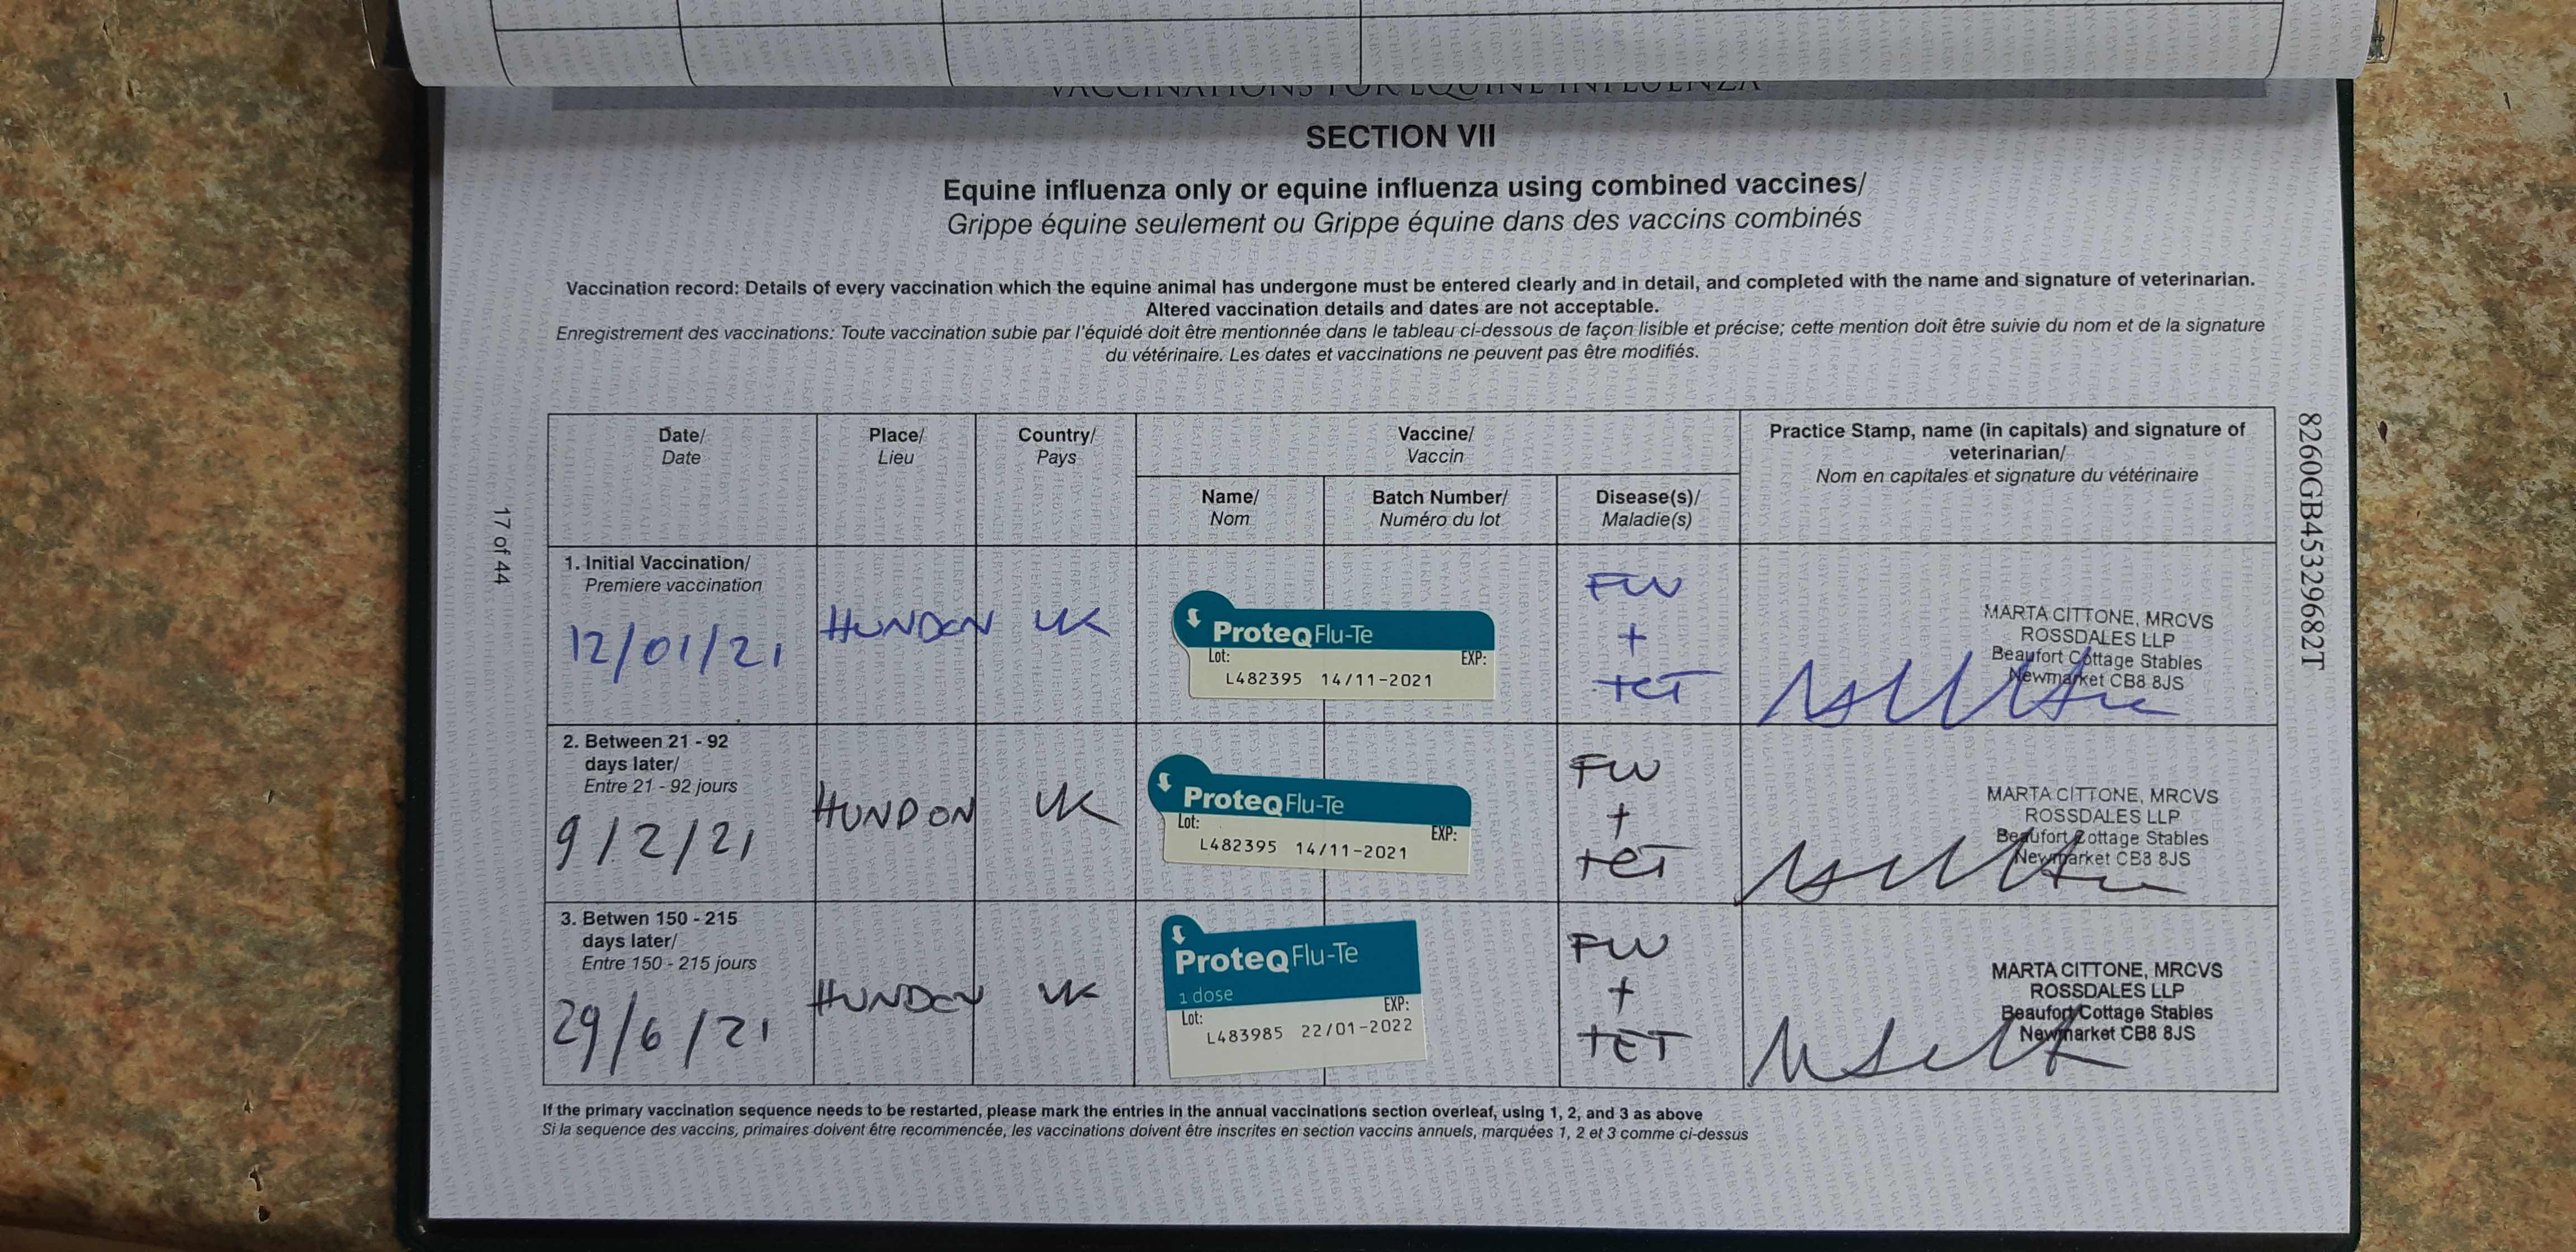 VACCINATIONS FOR EQUINE INFLUENZA
SECTION VII
Equine influenza only or equine influenza using combined vaccines/
Grippe équine seulement ou Grippe équine dans des vaccins combinés
Vaccination record: Details of every vaccination which the equine animal has undergone must be entered clearly and in detail, and completed with the name and signature of veterinarian.
Altered vaccination details and dates are not acceptable.
Enregistrement des vaccinations: Toute vaccination subie par l'équidé doit être mentionnée dans le tableau ci-dessous de façon lisible et précise; cette mention doit être suivie du nom et de la signature
du vétérinaire. Les dates et vaccinations ne peuvent pas être modifiés.
Date/
Date
Place/
Lieu
Country/
Pays
Vaccine/
Vaccin
Name/
Nom
Batch Number/
Numéro du lot
Disease(s)/
Maladie(s)
Practice Stamp, name (in capitals) and signature of
veterinarian/
Nom en capitales et signature du vétérinaire
1. Initial Vaccination/
Premiere vaccination
12/01/21
HUNDON
UK
ProteqFlu-Te
Lot: EXP:
L482395 14/11-2021
FLU
+
TET
MARTA CITTONE, MRCVS
ROSSDALES LLP
Beaufort Cottage Stables
Newmarket CB8 8JS
2. Between 21 - 92
days later/
Entre 21 - 92 jours
9/2/21
HUNDON
UK
ProteqFlu-Te
Lot: EXP:
L482395 14/11-2021
FLU
+
TET
MARTA CITTONE, MRCVS
ROSSDALES LLP
Beaufort Cottage Stables
Newmarket CB8 8JS
3. Betwen 150 - 215
days later/
Entre 150 - 215 jours
29/6/21
HUNDON
UK
ProteqFlu-Te
1 dose
Lot: EXP:
L483985 22/01-2022
FLU
+
TET
MARTA CITTONE, MRCVS
ROSSDALES LLP
Beaufort Cottage Stables
Newmarket CB8 8JS
If the primary vaccination sequence needs to be restarted, please mark the entries in the annual vaccinations section overleaf, using 1, 2, and 3 as above
Si la sequence des vaccins, primaires doivent être recommencée, les vaccinations doivent être inscrites en section vaccins annuels, marquées 1, 2 et 3 comme ci-dessus
17 of 44
8260GB45329682T